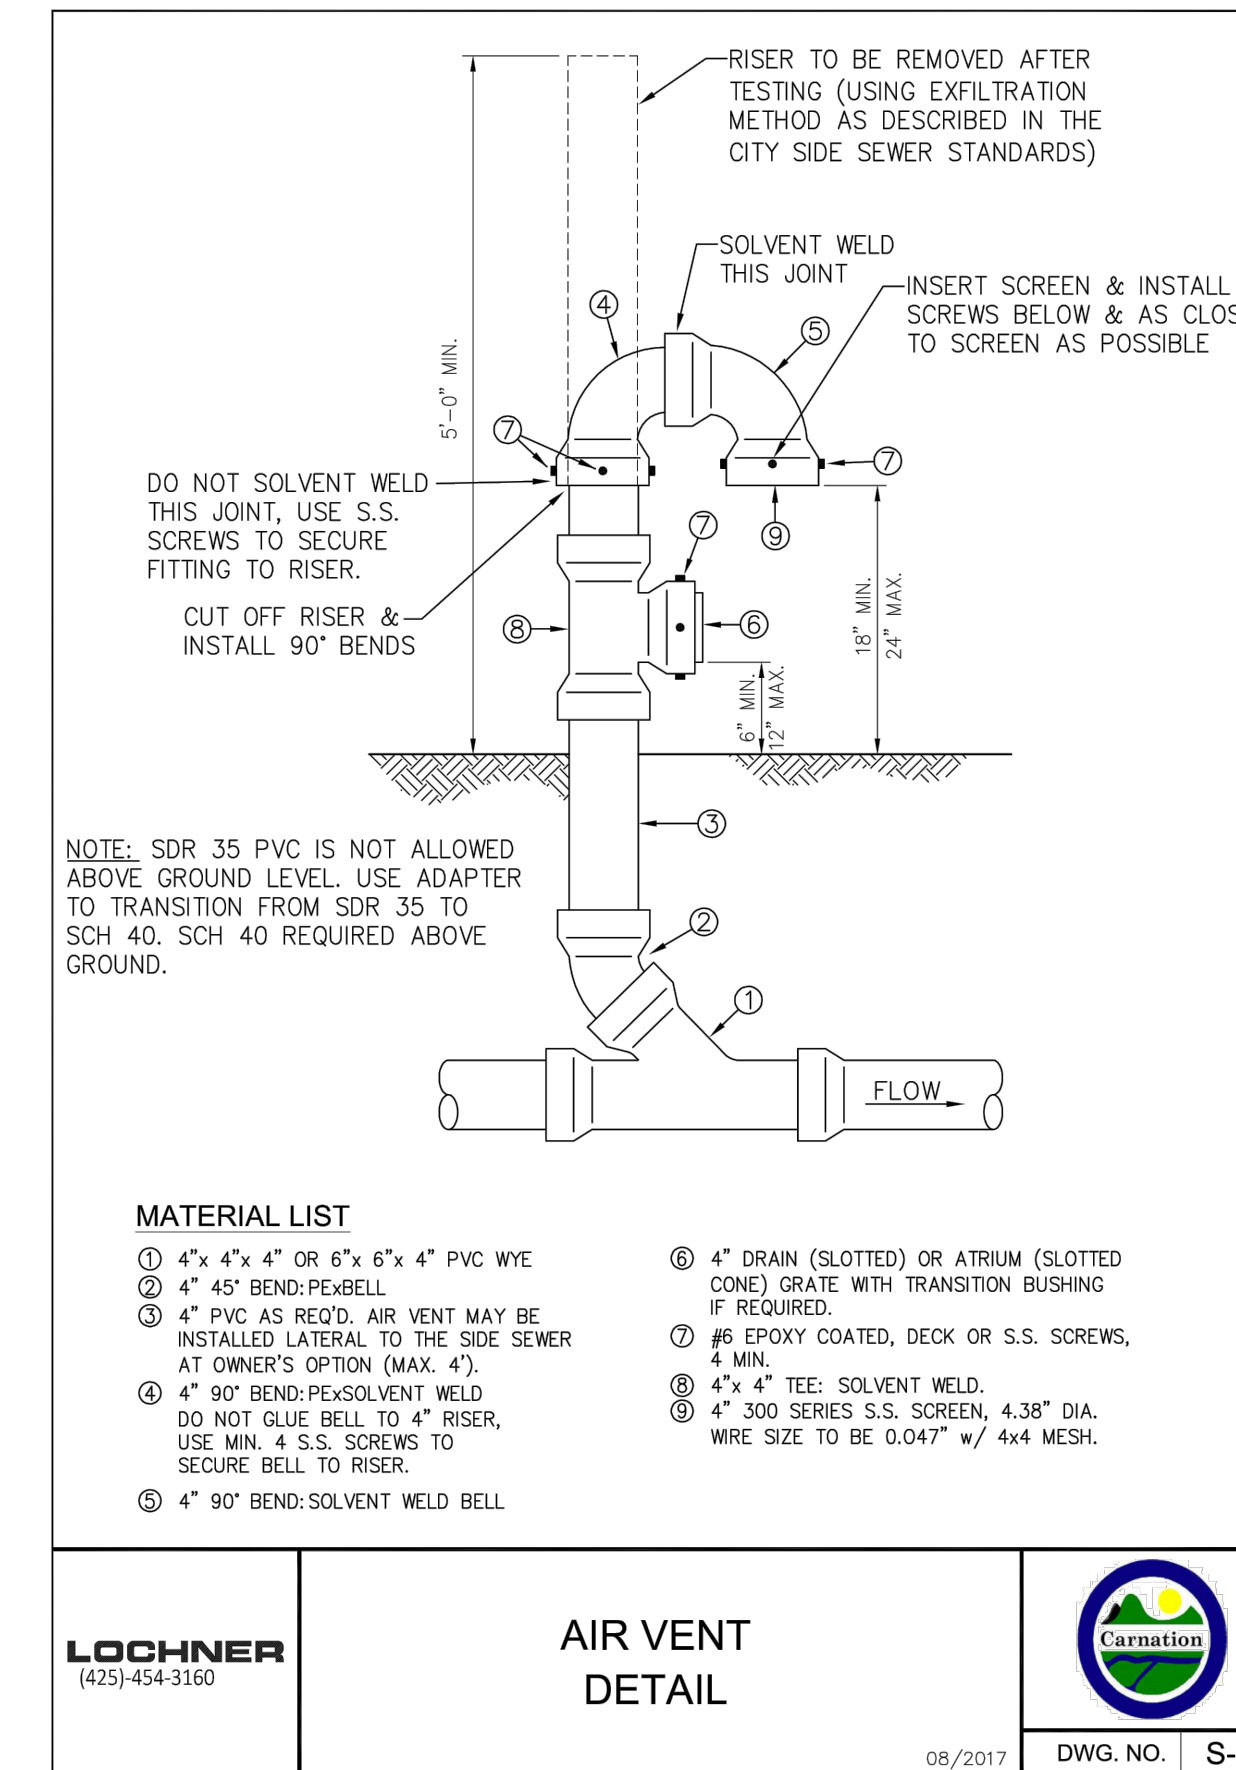 RISER TO BE REMOVED AFTER
TESTING (USING EXFILTRATION
METHOD AS DESCRIBED IN THE
CITY SIDE SEWER STANDARDS)
SOLVENT WELD
THIS JOINT
INSERT SCREEN & INSTALL
SCREWS BELOW & AS CLOS
TO SCREEN AS POSSIBLE
4
5
5'-0" MIN.
7
7
DO NOT SOLVENT WELD
THIS JOINT, USE S.S.
SCREWS TO SECURE
FITTING TO RISER.
7
9
CUT OFF RISER &
INSTALL 90° BENDS
8
6
18" MIN.
24" MAX.
6" MIN.
12" MAX.
3
NOTE: SDR 35 PVC IS NOT ALLOWED
ABOVE GROUND LEVEL. USE ADAPTER
TO TRANSITION FROM SDR 35 TO
SCH 40. SCH 40 REQUIRED ABOVE
GROUND.
2
1
FLOW
MATERIAL LIST
1 4"x 4"x 4" OR 6"x 6"x 4" PVC WYE
2 4" 45° BEND: PExBELL
3 4" PVC AS REQ'D. AIR VENT MAY BE
INSTALLED LATERAL TO THE SIDE SEWER
AT OWNER'S OPTION (MAX. 4').
4 4" 90° BEND: PExSOLVENT WELD
DO NOT GLUE BELL TO 4" RISER,
USE MIN. 4 S.S. SCREWS TO
SECURE BELL TO RISER.
5 4" 90° BEND: SOLVENT WELD BELL
6 4" DRAIN (SLOTTED) OR ATRIUM (SLOTTED
CONE) GRATE WITH TRANSITION BUSHING
IF REQUIRED.
7 #6 EPOXY COATED, DECK OR S.S. SCREWS,
4 MIN.
8 4"x 4" TEE: SOLVENT WELD.
9 4" 300 SERIES S.S. SCREEN, 4.38" DIA.
WIRE SIZE TO BE 0.047" w/ 4x4 MESH.
LOCHNER
(425)-454-3160
AIR VENT
DETAIL
08/2017
Carnation
DWG. NO.
S-